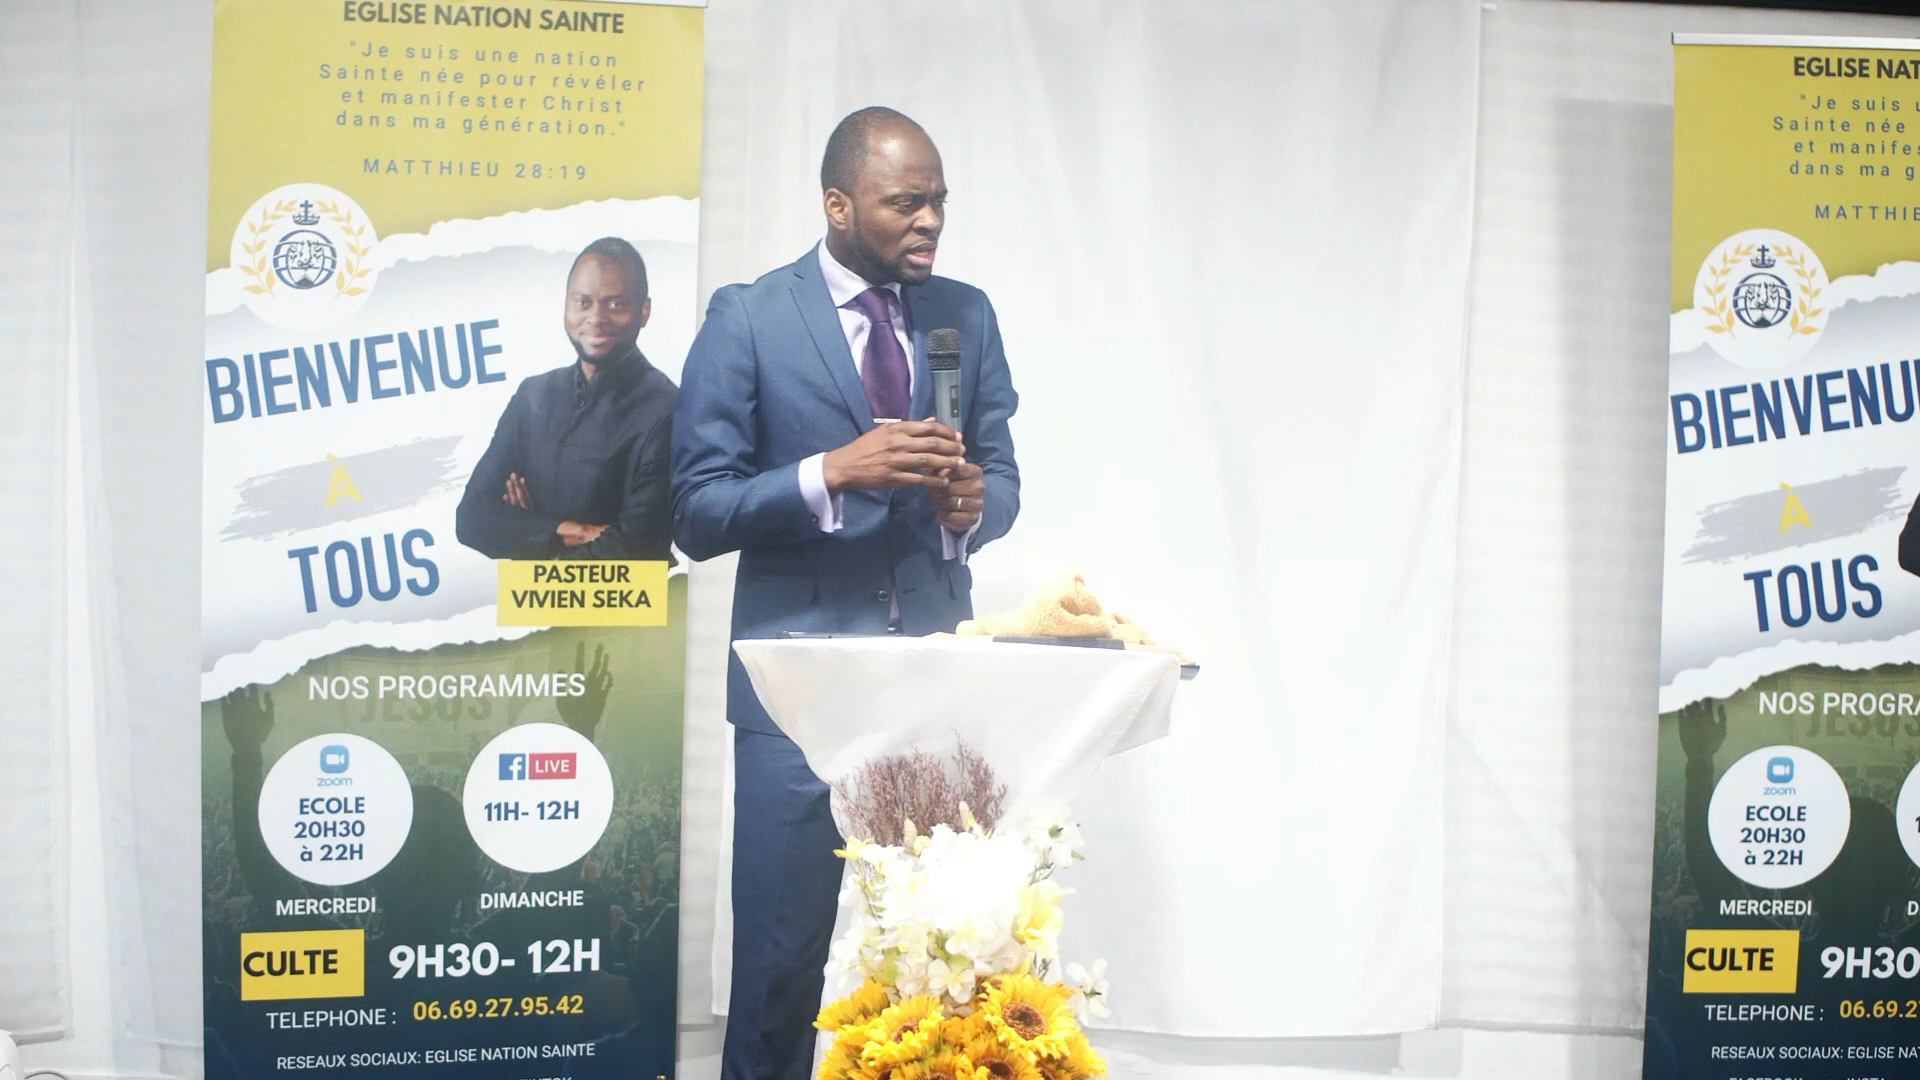 EGLISE NATION SAINTE
"Je suis une nation
Sainte née pour révéler
et manifester Christ
dans ma génération."
MATTHIEU 28:19
BIENVENUE
À
TOUS
PASTEUR
VIVIEN SEKA
NOS PROGRAMMES
JESUS
zoom
ECOLE
20H30
à 22H
MERCREDI
f LIVE
11H- 12H
DIMANCHE
CULTE 9H30- 12H
TELEPHONE : 06.69.27.95.42
RESEAUX SOCIAUX: EGLISE NATION SAINTE
EGLISE NAT
"Je suis u
Sainte née
et manifes
dans ma g
MATTHIE
BIENVENU
À
TOUS
NOS PROGRA
JESUS
zoom
ECOLE
20H30
à 22H
MERCREDI
D
CULTE 9H30
TELEPHONE : 06.69.2
RESEAUX SOCIAUX: EGLISE NAT